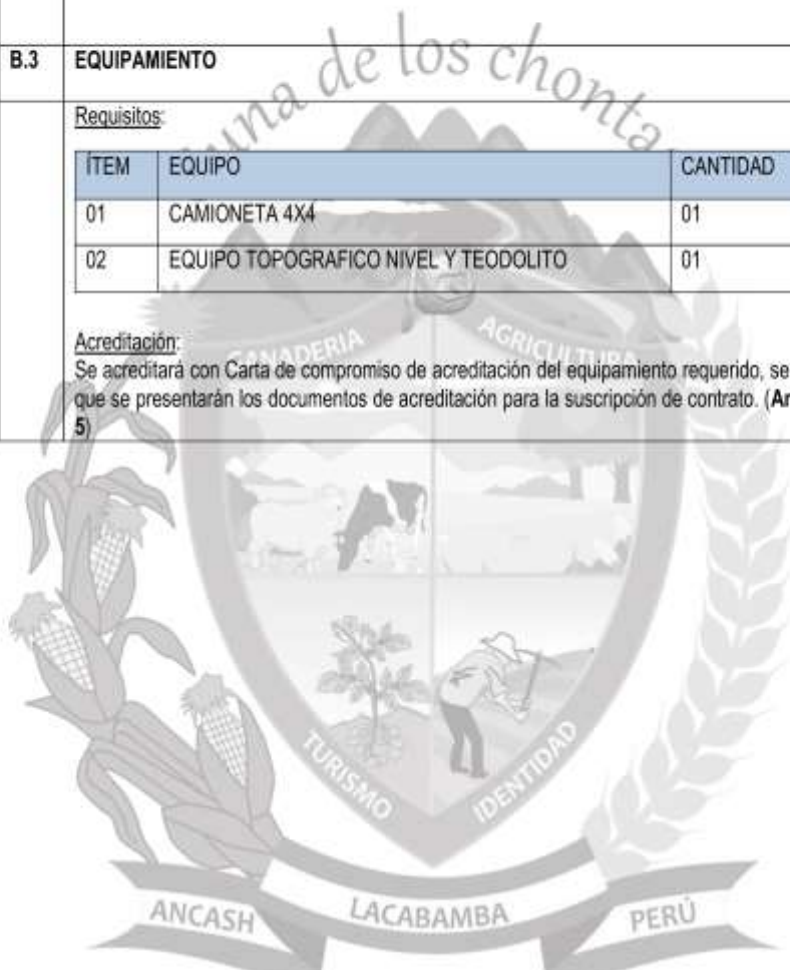 una de los chonta
B.3 EQUIPAMIENTO
Requisitos:
ÍTEM EQUIPO CANTIDAD
01 CAMIONETA 4X4 01
02 EQUIPO TOPOGRAFICO NIVEL Y TEODOLITO 01
Acreditación:
Se acreditará con Carta de compromiso de acreditación del equipamiento requerido, se
que se presentarán los documentos de acreditación para la suscripción de contrato. (
5)
GANADERIA AGRICULTURA
TURISMO IDENTIDAD
ANCASH LACABAMBA PERÚ